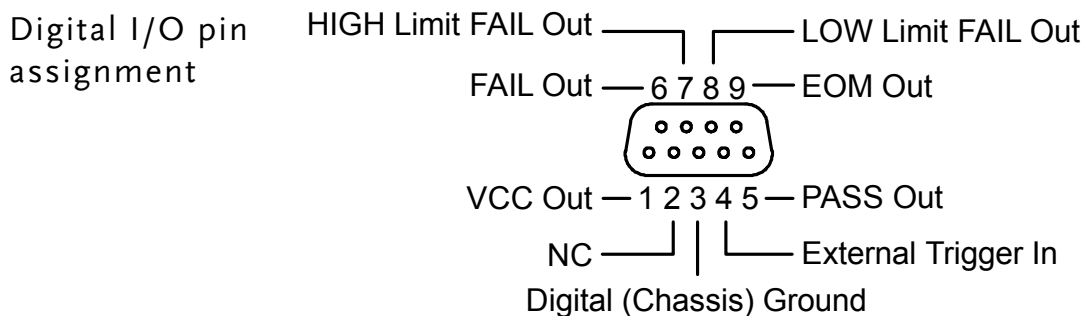 Digital I/O pin
assignment
HIGH Limit FAIL Out
LOW Limit FAIL Out
FAIL Out
6 7 8 9
EOM Out
VCC Out
1 2 3 4 5
PASS Out
NC
External Trigger In
Digital (Chassis) Ground